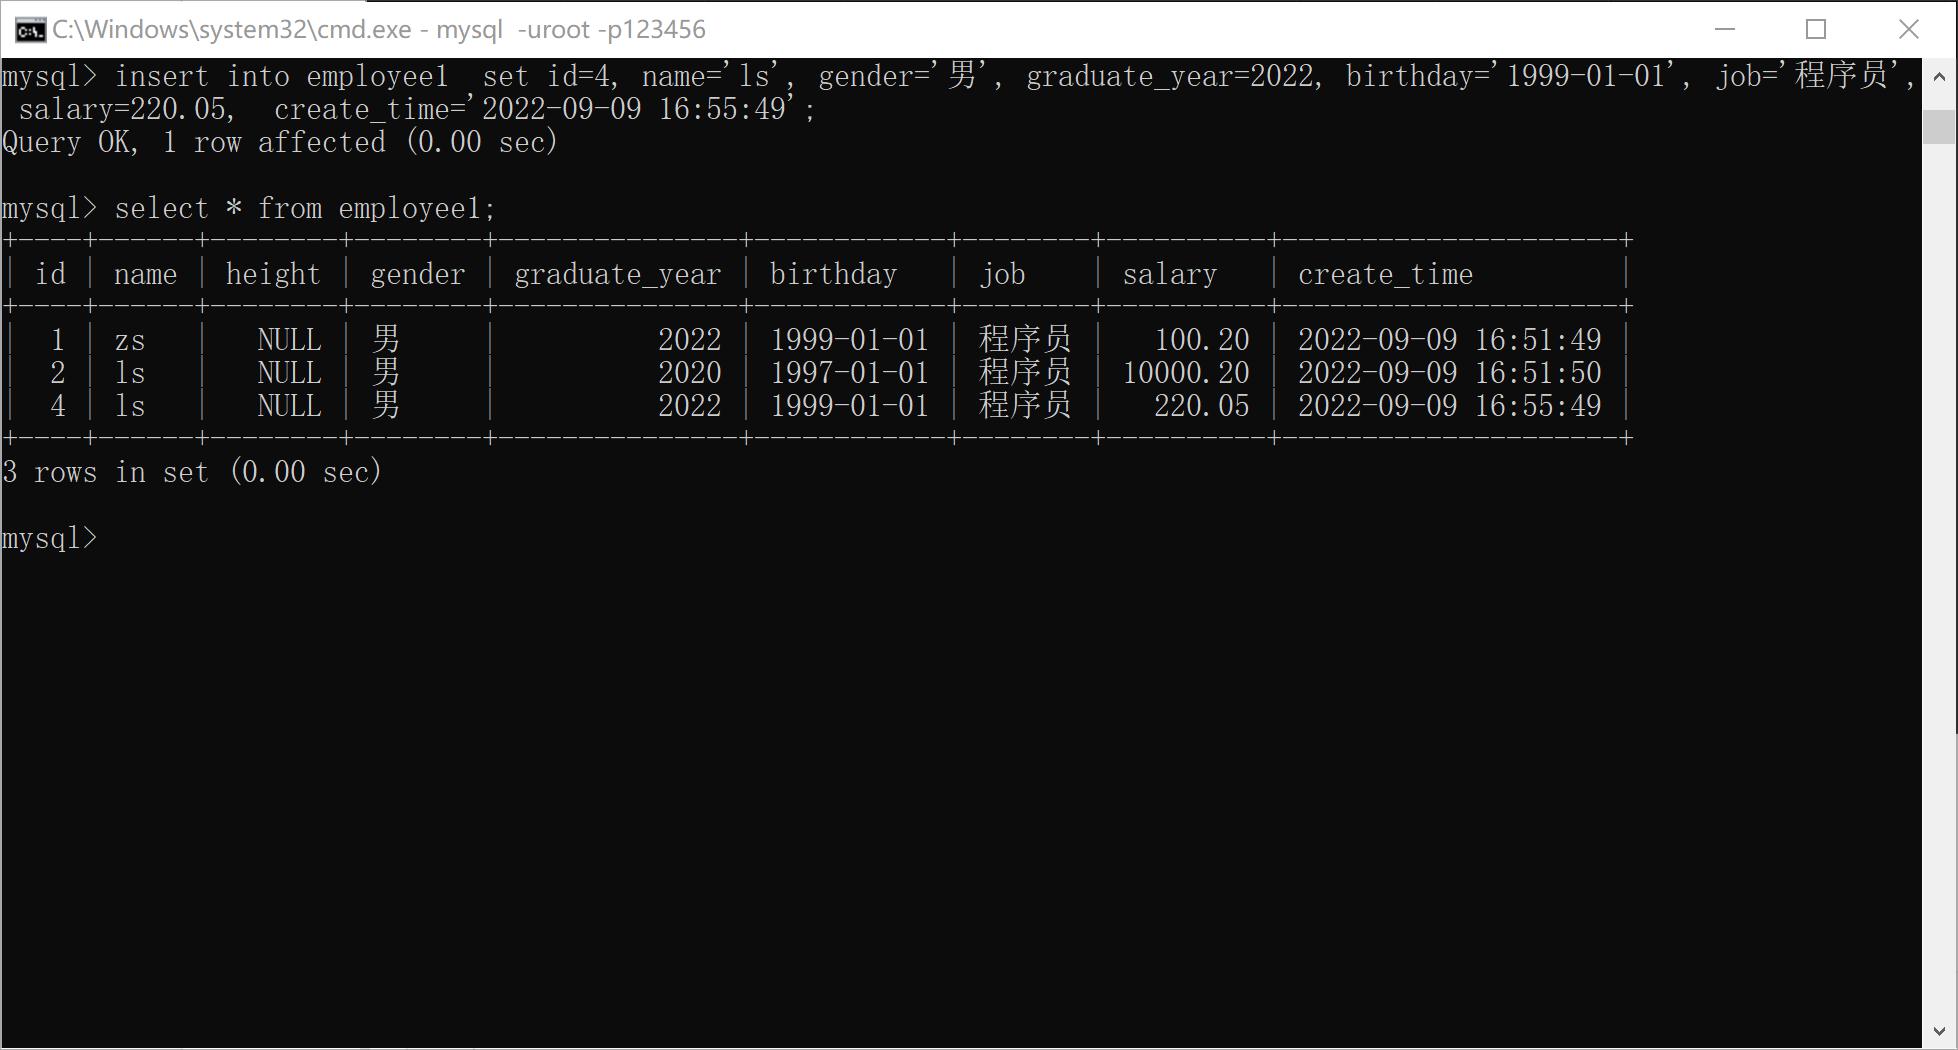 C:\Windows\system32\cmd.exe - mysql  -uroot -p123456
mysql> insert into employee1  set id=4, name='ls', gender='男', graduate_year=2022, birthday='1999-01-01', job='程序员',
 salary=220.05,  create_time='2022-09-09 16:55:49';
Query OK, 1 row affected (0.00 sec)
mysql> select * from employee1;
+----+------+--------+--------+---------------+------------+--------+----------+---------------------+
| id | name | height | gender | graduate_year | birthday   | job    | salary   | create_time         |
+----+------+--------+--------+---------------+------------+--------+----------+---------------------+
|  1 | zs   |   NULL | 男     |          2022 | 1999-01-01 | 程序员 |   100.20 | 2022-09-09 16:51:49 |
|  2 | ls   |   NULL | 男     |          2020 | 1997-01-01 | 程序员 | 10000.20 | 2022-09-09 16:51:50 |
|  4 | ls   |   NULL | 男     |          2022 | 1999-01-01 | 程序员 |   220.05 | 2022-09-09 16:55:49 |
+----+------+--------+--------+---------------+------------+--------+----------+---------------------+
3 rows in set (0.00 sec)
mysql>